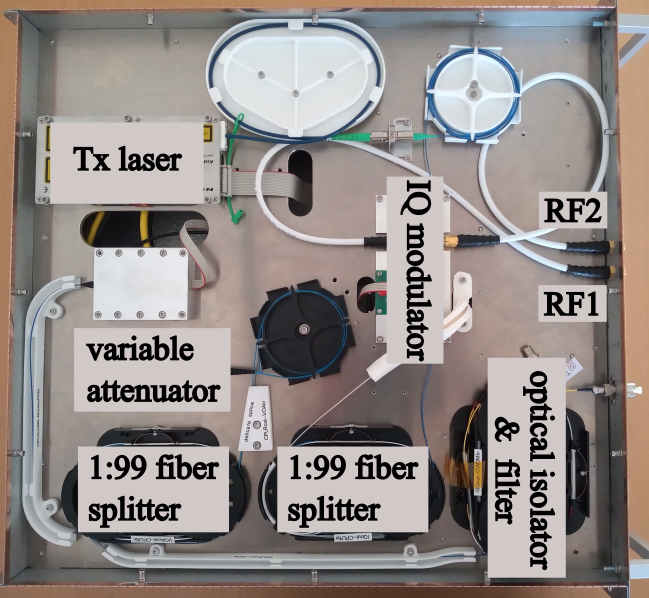 Tx laser
IQ modulator
RF2
RF1
variable
attenuator
1:99 fiber
splitter
1:99 fiber
splitter
optical isolator
& filter